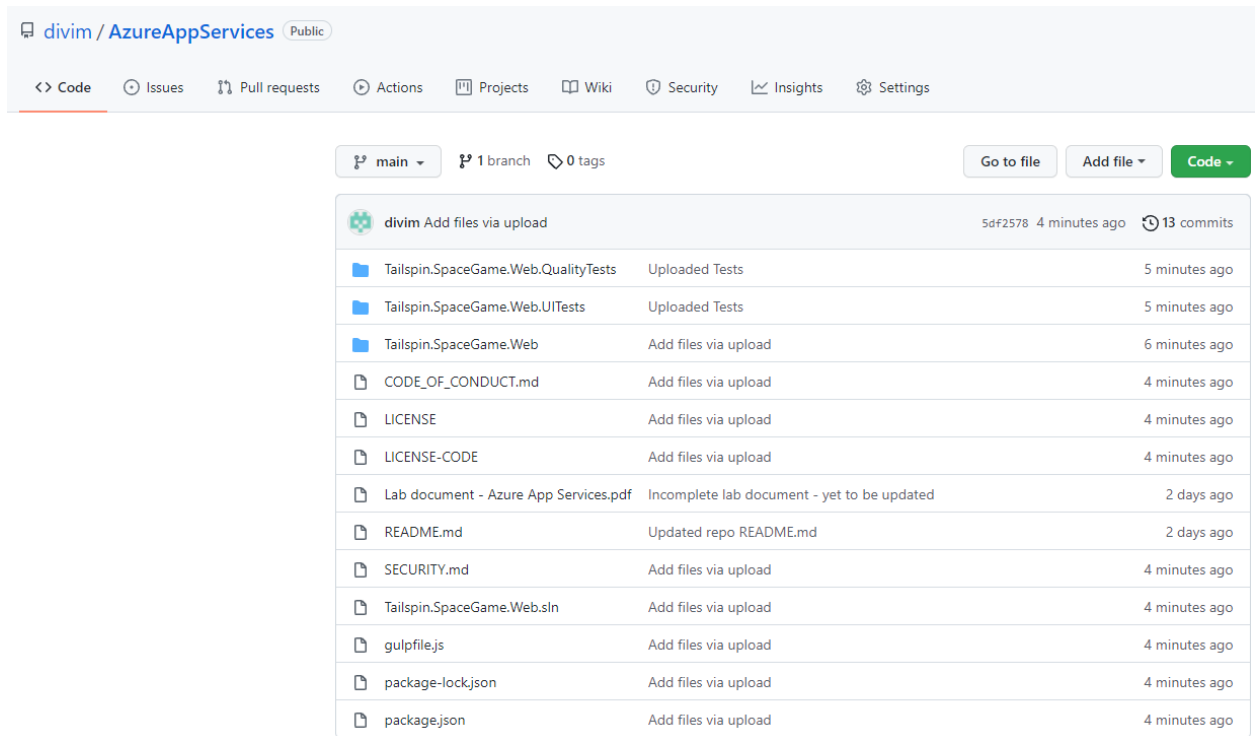 divim / AzureAppServices Public
Code Issues Pull requests Actions Projects Wiki Security Insights Settings
main 1 branch 0 tags Go to file Add file Code
divim Add files via upload 5df2578 4 minutes ago 13 commits
Tailspin.SpaceGame.Web.QualityTests Uploaded Tests 5 minutes ago
Tailspin.SpaceGame.Web.UITests Uploaded Tests 5 minutes ago
Tailspin.SpaceGame.Web Add files via upload 6 minutes ago
CODE_OF_CONDUCT.md Add files via upload 4 minutes ago
LICENSE Add files via upload 4 minutes ago
LICENSE-CODE Add files via upload 4 minutes ago
Lab document - Azure App Services.pdf Incomplete lab document - yet to be updated 2 days ago
README.md Updated repo README.md 2 days ago
SECURITY.md Add files via upload 4 minutes ago
Tailspin.SpaceGame.Web.sln Add files via upload 4 minutes ago
gulpfile.js Add files via upload 4 minutes ago
package-lock.json Add files via upload 4 minutes ago
package.json Add files via upload 4 minutes ago